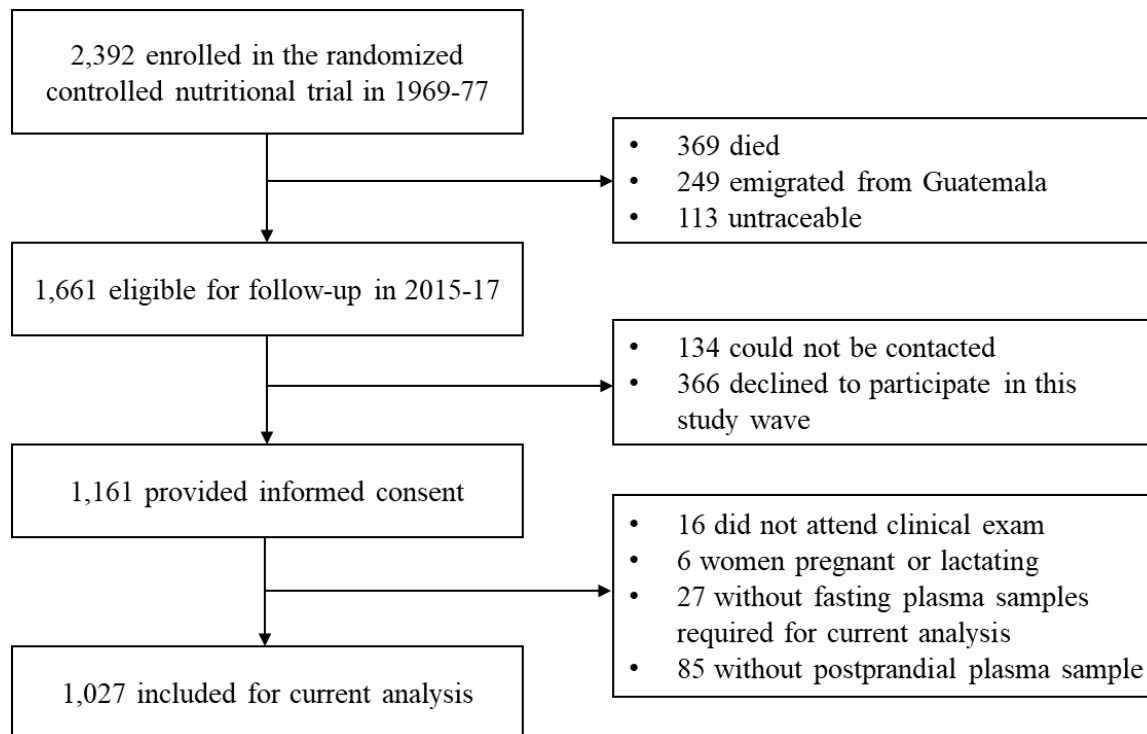 2,392 enrolled in the randomized
controlled nutritional trial in 1969-77
• 369 died
• 249 emigrated from Guatemala
• 113 untraceable
1,661 eligible for follow-up in 2015-17
• 134 could not be contacted
• 366 declined to participate in this
study wave
1,161 provided informed consent
• 16 did not attend clinical exam
• 6 women pregnant or lactating
• 27 without fasting plasma samples
required for current analysis
• 85 without postprandial plasma sample
1,027 included for current analysis